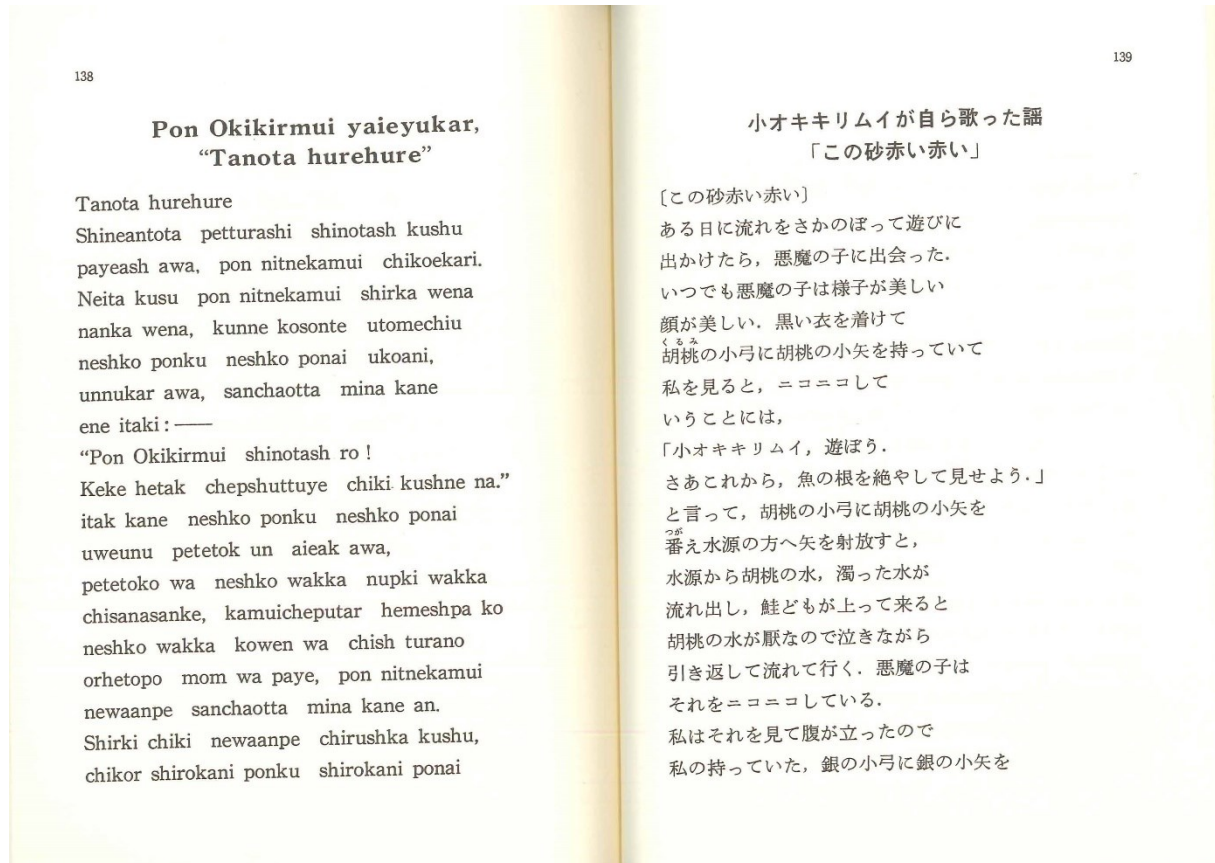 138
Pon Okikirmui yaieyukar,
“Tanota hurehure”
Tanota hurehure
Shineantota petturashi shinotash kushu
payeash awa, pon nitnekamui chikoekari.
Neita kusu pon nitnekamui shirka wena
nanka wena, kunne kosonte utomechiu
neshko ponku neshko ponai ukoani,
unnukar awa, sanchaotta mina kane
ene itaki : ——
“Pon Okikirmui shinotash ro !
Keke hetak chepshuttuye chiki kushne na.”
itak kane neshko ponku neshko ponai
uweunu petetok un aieak awa,
petetoko wa neshko wakka nupki wakka
chisanasanke, kamuicheputar hemeshpa ko
neshko wakka kowen wa chish turano
orhetopo mom wa paye, pon nitnekamui
newaanpe sanchaotta mina kane an.
Shirki chiki newaanpe chirushka kushu,
chikor shirokani ponku shirokani ponai
139
小オキキリムイが自ら歌った謡
「この砂赤い赤い」
〔この砂赤い赤い〕
ある日に流れをさかのぼって遊びに
出かけたら，悪魔の子に出会った．
いつでも悪魔の子は様子が美しい
顔が美しい．黒い衣を着けて
くるみ
胡桃の小弓に胡桃の小矢を持っていて
私を見ると，ニコニコして
いうことには，
「小オキキリムイ，遊ぼう．
さあこれから，魚の根を絶やして見せよう．」
と言って，胡桃の小弓に胡桃の小矢を
つが
番え水源の方へ矢を射放すと，
水源から胡桃の水，濁った水が
流れ出し，鮭どもが上って来ると
胡桃の水が厭なので泣きながら
引き返して流れて行く．悪魔の子は
それをニコニコしている．
私はそれを見て腹が立ったので
私の持っていた，銀の小弓に銀の小矢を